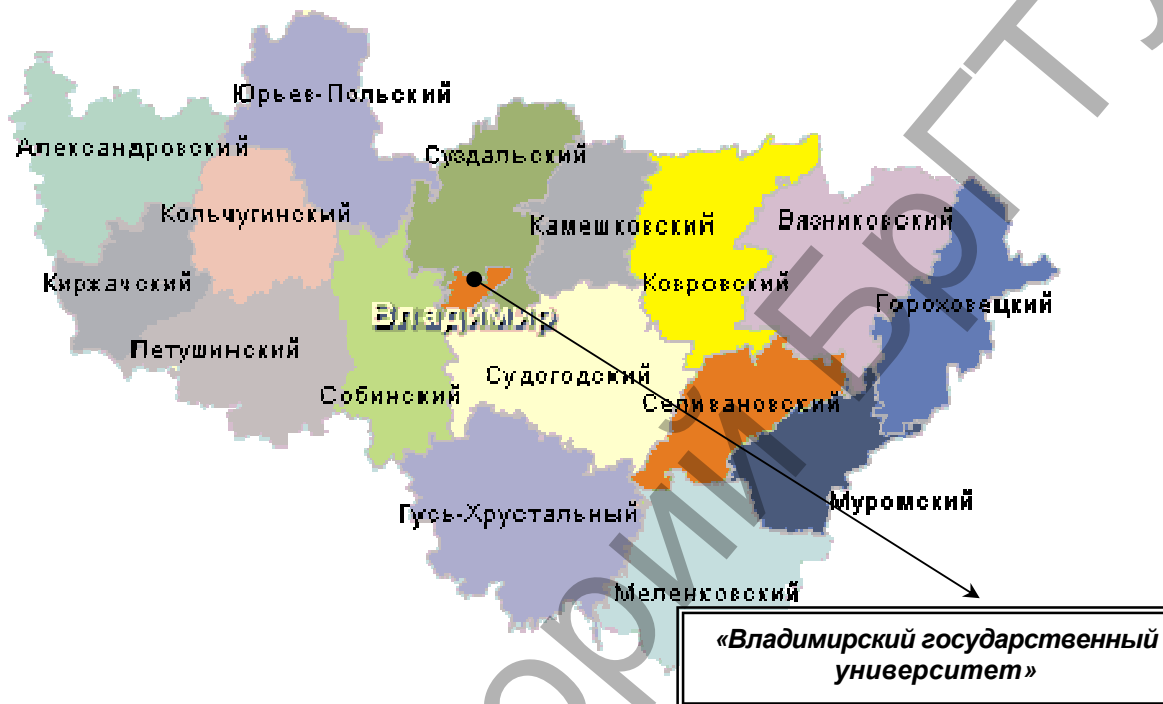 Юрьев-Польский
Александровский
Суздальский
Кольчугинский
Камешковский
Вязниковский
Киржачский
Ковровский
Гороховецкий
Владимир
Петушинский
Судогодский
Собинский
Селивановский
Гусь-Хрустальный
Муромский
Меленковский
«Владимирский государственный
университет»